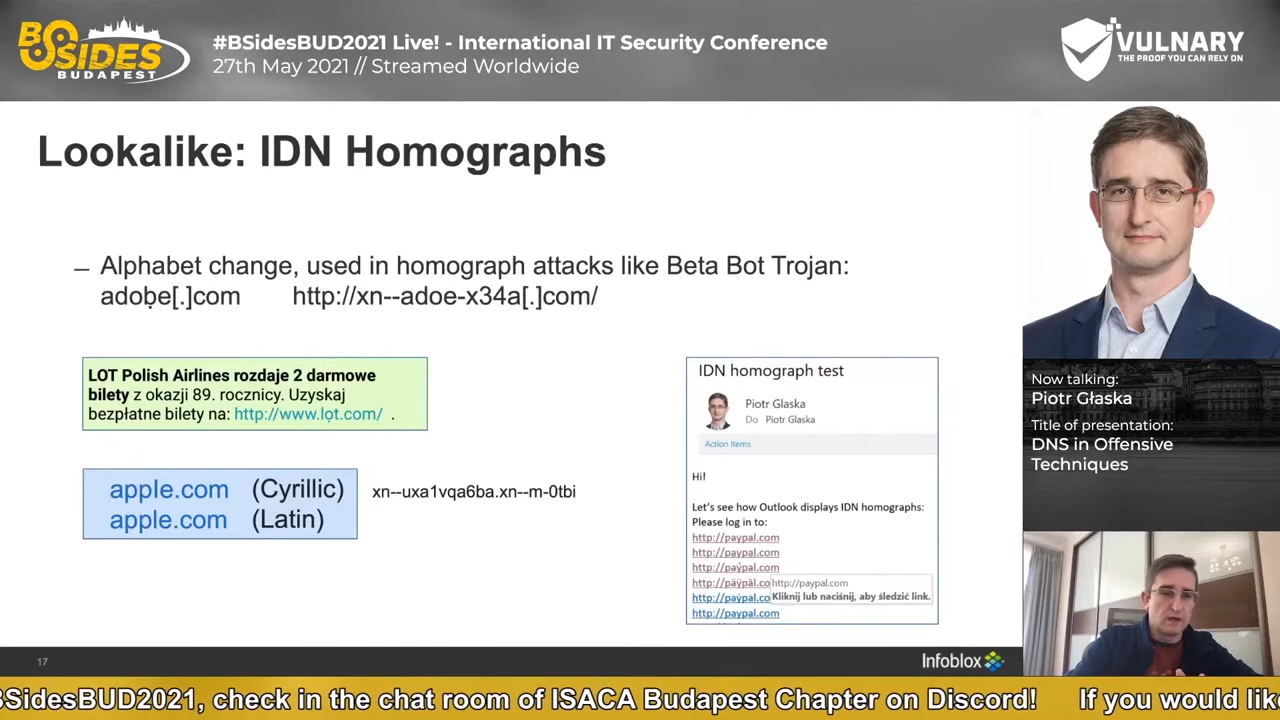 BSIDES
BUDAPEST
#BSidesBUD2021 Live! - International IT Security Conference
27th May 2021 // Streamed Worldwide
VULNARY
THE PROOF YOU CAN RELY ON
Lookalike: IDN Homographs
– Alphabet change, used in homograph attacks like Beta Bot Trojan:
adoḅe[.]com http://xn--adoe-x34a[.]com/
LOT Polish Airlines rozdaje 2 darmowe
bilety z okazji 89. rocznicy. Uzyskaj
bezpłatne bilety na: http://www.lọt.com/ .
apple.com (Cyrillic)
apple.com (Latin)
xn--uxa1vqa6ba.xn--m-0tbi
IDN homograph test
Piotr Glaska
Do Piotr Glaska
Action Items
Hi!
Let's see how Outlook displays IDN homographs:
Please log in to:
http://paypal.com
http://paypal.com
http://paýpal.com
http://päýpäl.co
http://paýpal.co
http://paypal.com
http://paypal.com
Kliknij lub naciśnij, aby śledzić link.
Now talking:
Piotr Głaska
Title of presentation:
DNS in Offensive
Techniques
17
Infoblox
BSidesBUD2021, check in the chat room of ISACA Budapest Chapter on Discord! If you would like